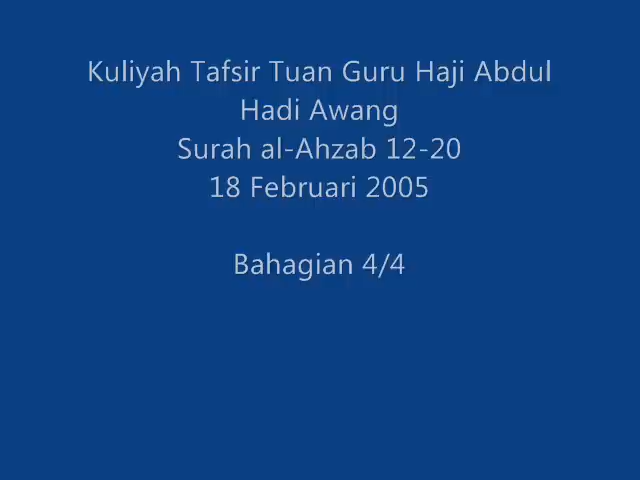 Kuliyah Tafsir Tuan Guru Haji Abdul
Hadi Awang
Surah al-Ahzab 12-20
18 Februari 2005
Bahagian 4/4